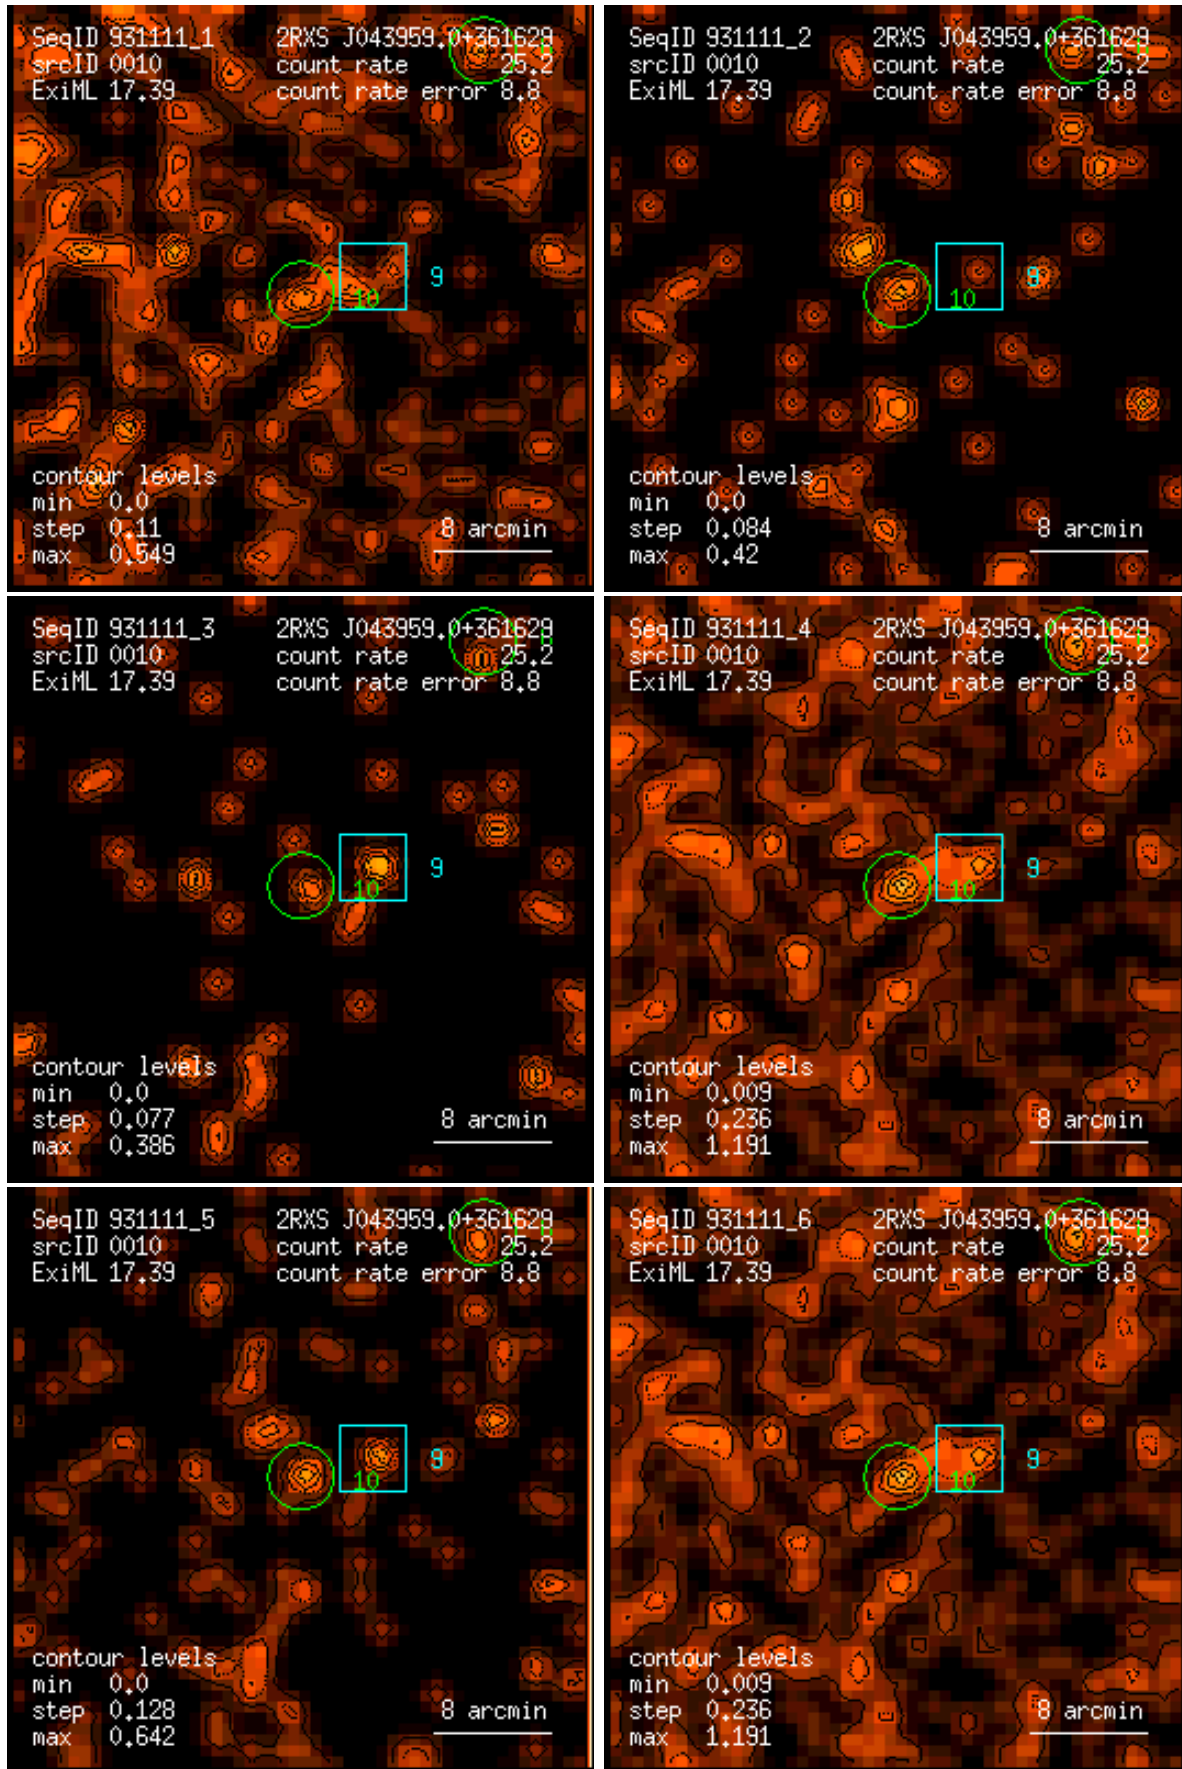 SeqID 931111_1 2RXS J043959.0+361629
srcID 0010 count rate 25.2
ExiML 17.39 count rate error 8.8
9
10
contour levels
min 0.0
step 0.11 8 arcmin
max 0.549
SeqID 931111_2 2RXS J043959.0+361629
srcID 0010 count rate 25.2
ExiML 17.39 count rate error 8.8
9
10
contour levels
min 0.0
step 0.084 8 arcmin
max 0.42
SeqID 931111_3 2RXS J043959.0+361629
srcID 0010 count rate 25.2
ExiML 17.39 count rate error 8.8
9
10
contour levels
min 0.0
step 0.077 8 arcmin
max 0.386
SeqID 931111_4 2RXS J043959.0+361629
srcID 0010 count rate 25.2
ExiML 17.39 count rate error 8.8
9
10
contour levels
min 0.009
step 0.236 8 arcmin
max 1.191
SeqID 931111_5 2RXS J043959.0+361629
srcID 0010 count rate 25.2
ExiML 17.39 count rate error 8.8
9
10
contour levels
min 0.0
step 0.128 8 arcmin
max 0.642
SeqID 931111_6 2RXS J043959.0+361629
srcID 0010 count rate 25.2
ExiML 17.39 count rate error 8.8
9
10
contour levels
min 0.009
step 0.236 8 arcmin
max 1.191